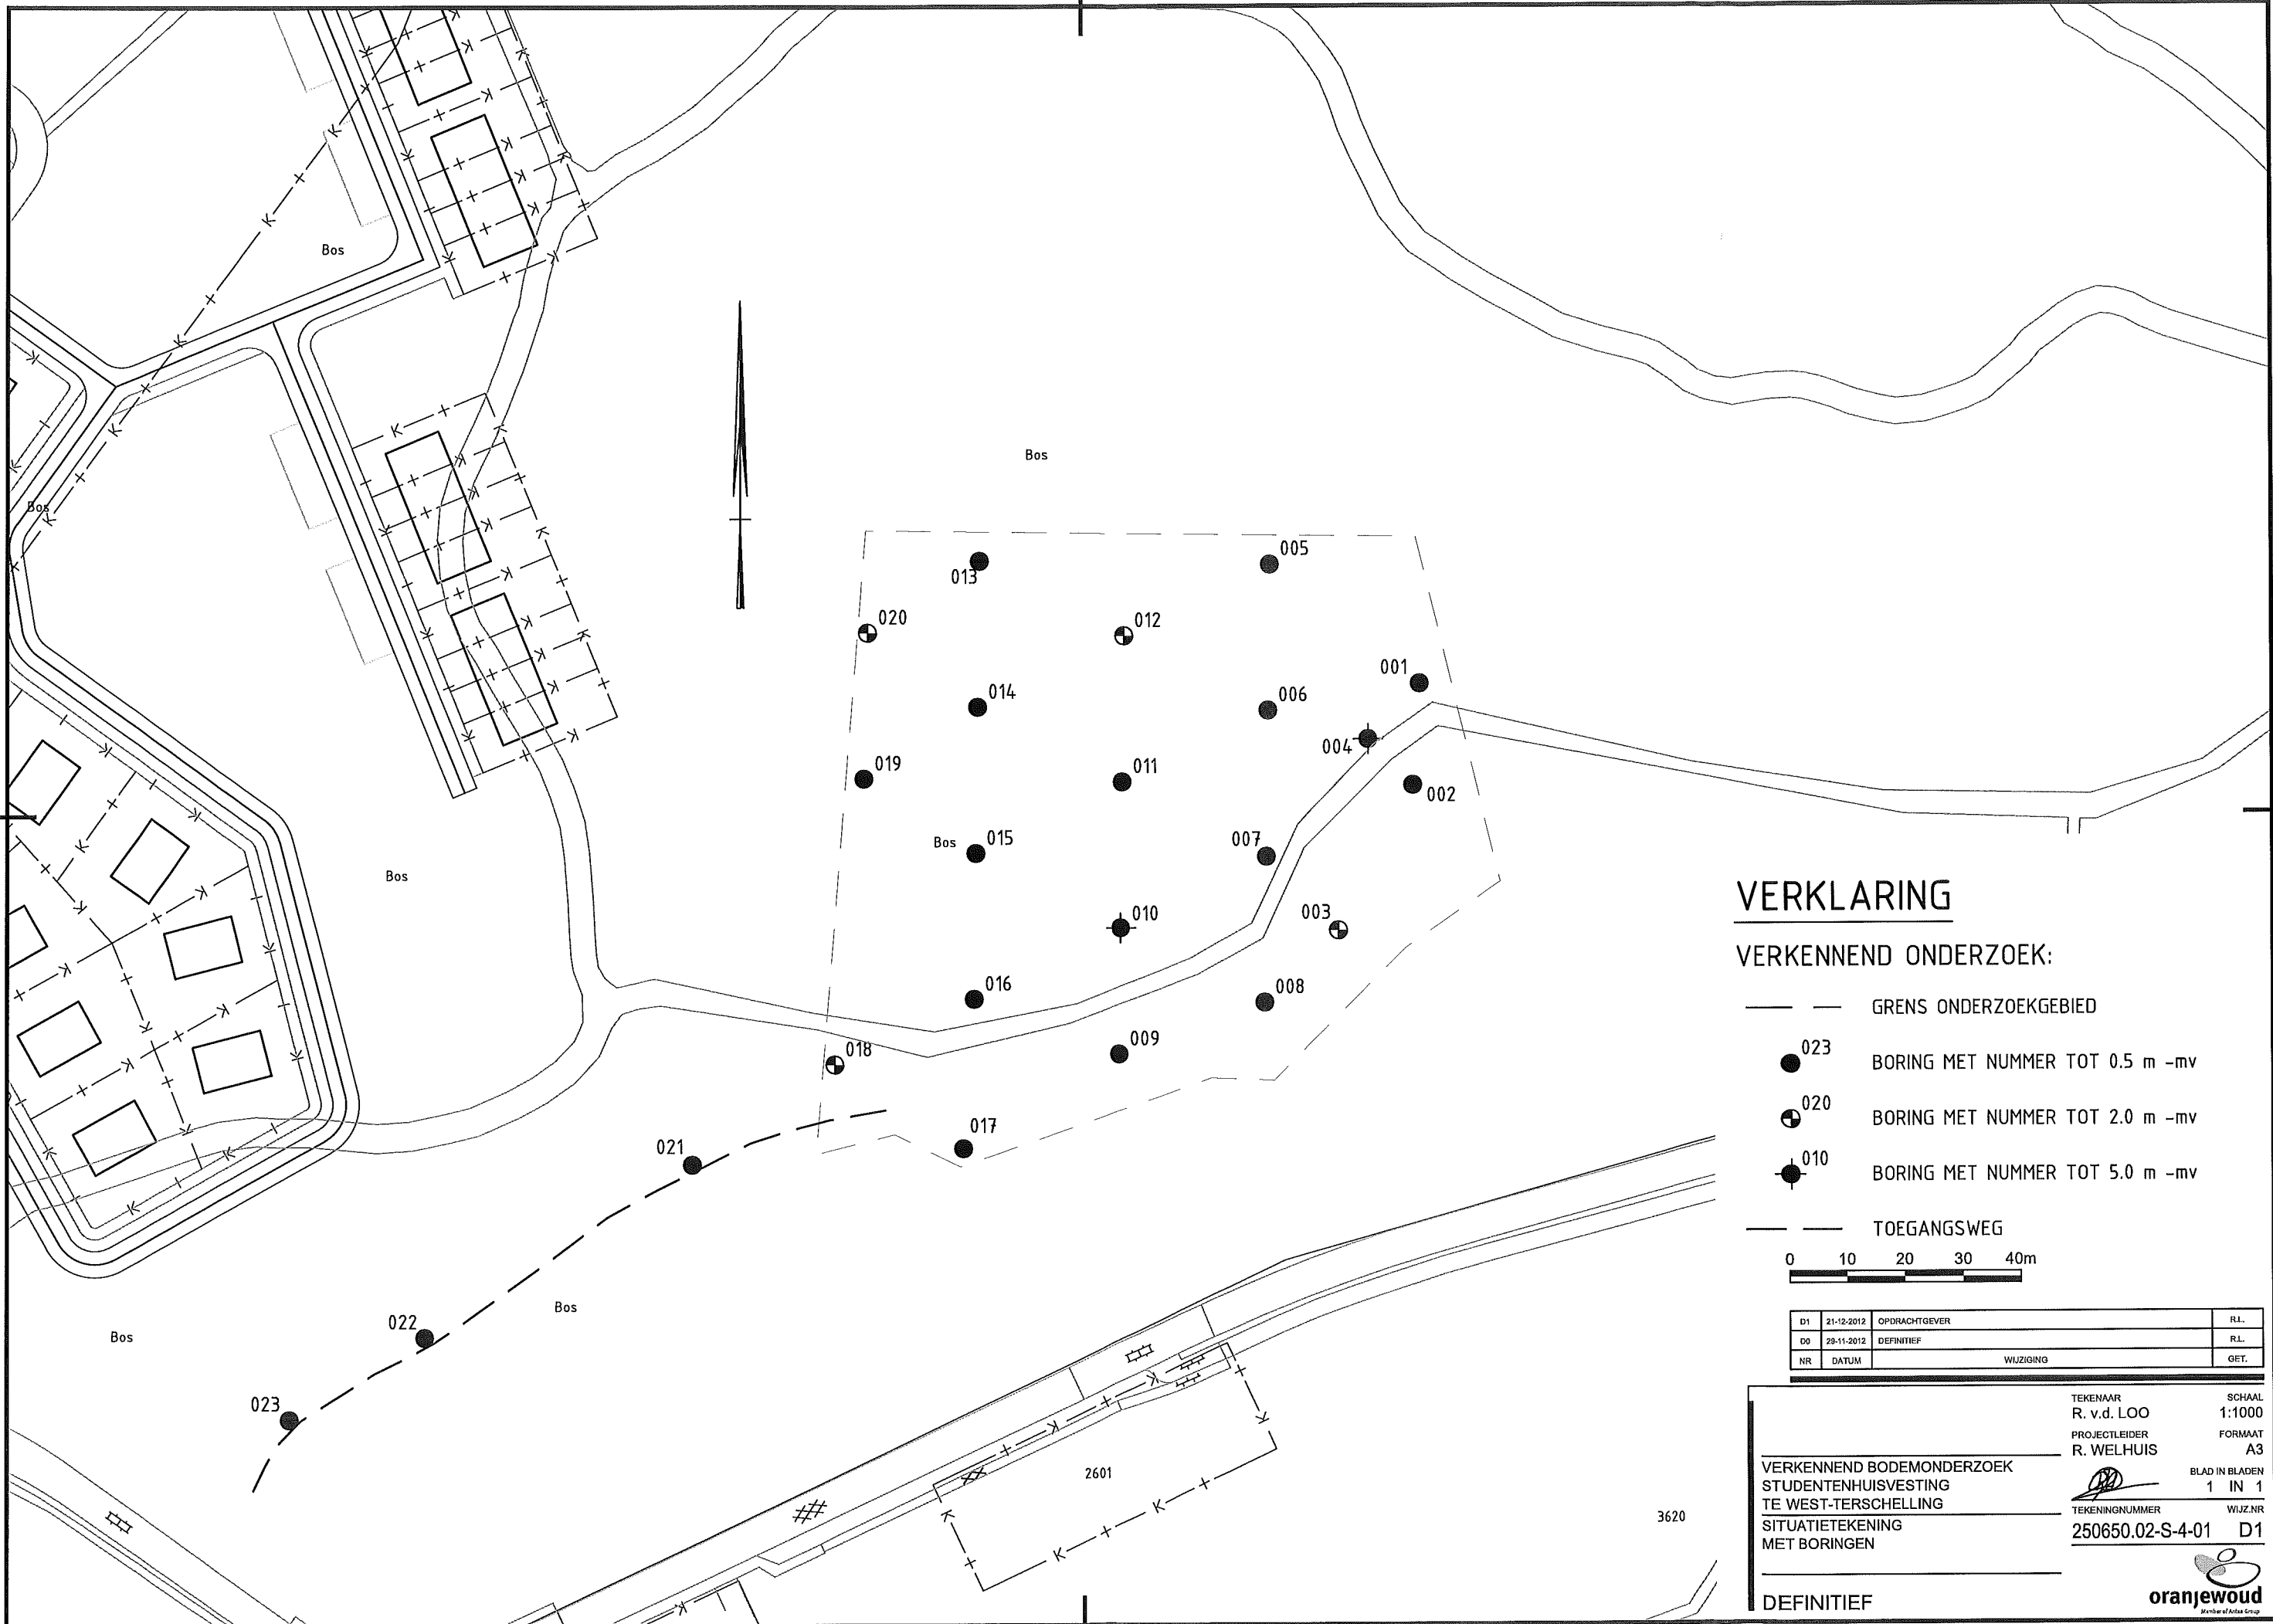 Bos
Bos
Bos
013
005
020
012
001
014
006
004
019
011
002
Bos
015
007
Bos
010
003
016
008
018
009
017
021
022
Bos
Bos
023
2601
3620
VERKLARING
VERKENNEND ONDERZOEK:
GRENS ONDERZOEKGEBIED
023 BORING MET NUMMER TOT 0.5 m -mv
020 BORING MET NUMMER TOT 2.0 m -mv
010 BORING MET NUMMER TOT 5.0 m -mv
TOEGANGSWEG
0 10 20 30 40m
D1 21-12-2012 OPDRACHTGEVER R.L.
D0 29-11-2012 DEFINITIEF R.L.
NR DATUM WIJZIGING GET.
TEKENAAR SCHAAL
R. v.d. LOO 1:1000
PROJECTLEIDER FORMAAT
R. WELHUIS A3
VERKENNEND BODEMONDERZOEK
STUDENTENHUISVESTING
TE WEST-TERSCHELLING
BLAD IN BLADEN
1 IN 1
TEKENINGNUMMER WIJZ.NR
250650.02-S-4-01 D1
SITUATIETEKENING
MET BORINGEN
DEFINITIEF
oranjewoud
Member of Antea Group